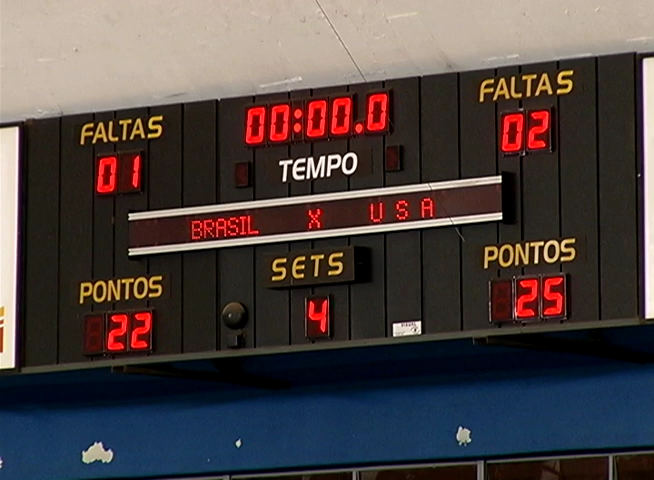 FALTAS 00:00.0 FALTAS
01 TEMPO 02
BRASIL X USA
PONTOS SETS PONTOS
22 4 25